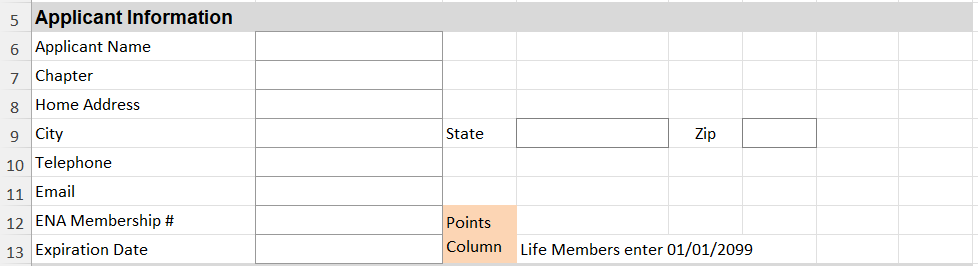 5 Applicant Information
6 Applicant Name
7 Chapter
8 Home Address
9 City State Zip
10 Telephone
11 Email
12 ENA Membership # Points
13 Expiration Date Column Life Members enter 01/01/2099